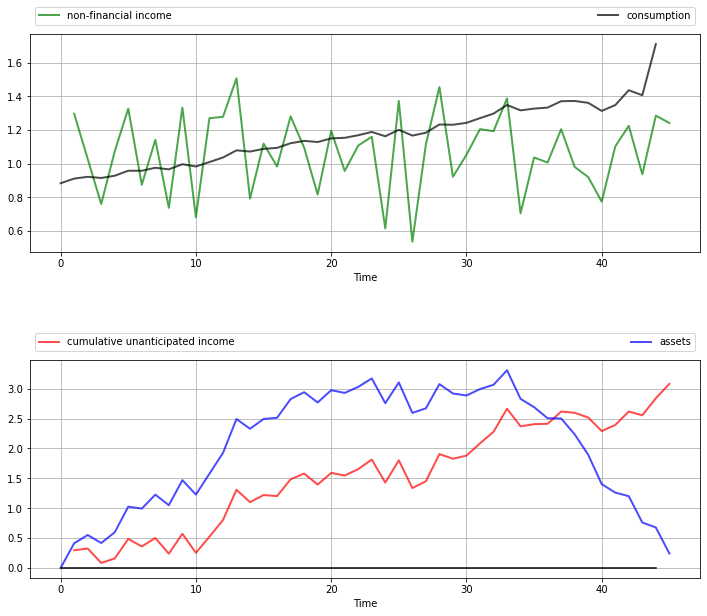 non-financial income consumption
1.6
1.4
1.2
1.0
0.8
0.6
0 10 20 30 40
Time
cumulative unanticipated income assets
3.0
2.5
2.0
1.5
1.0
0.5
0.0
0 10 20 30 40
Time